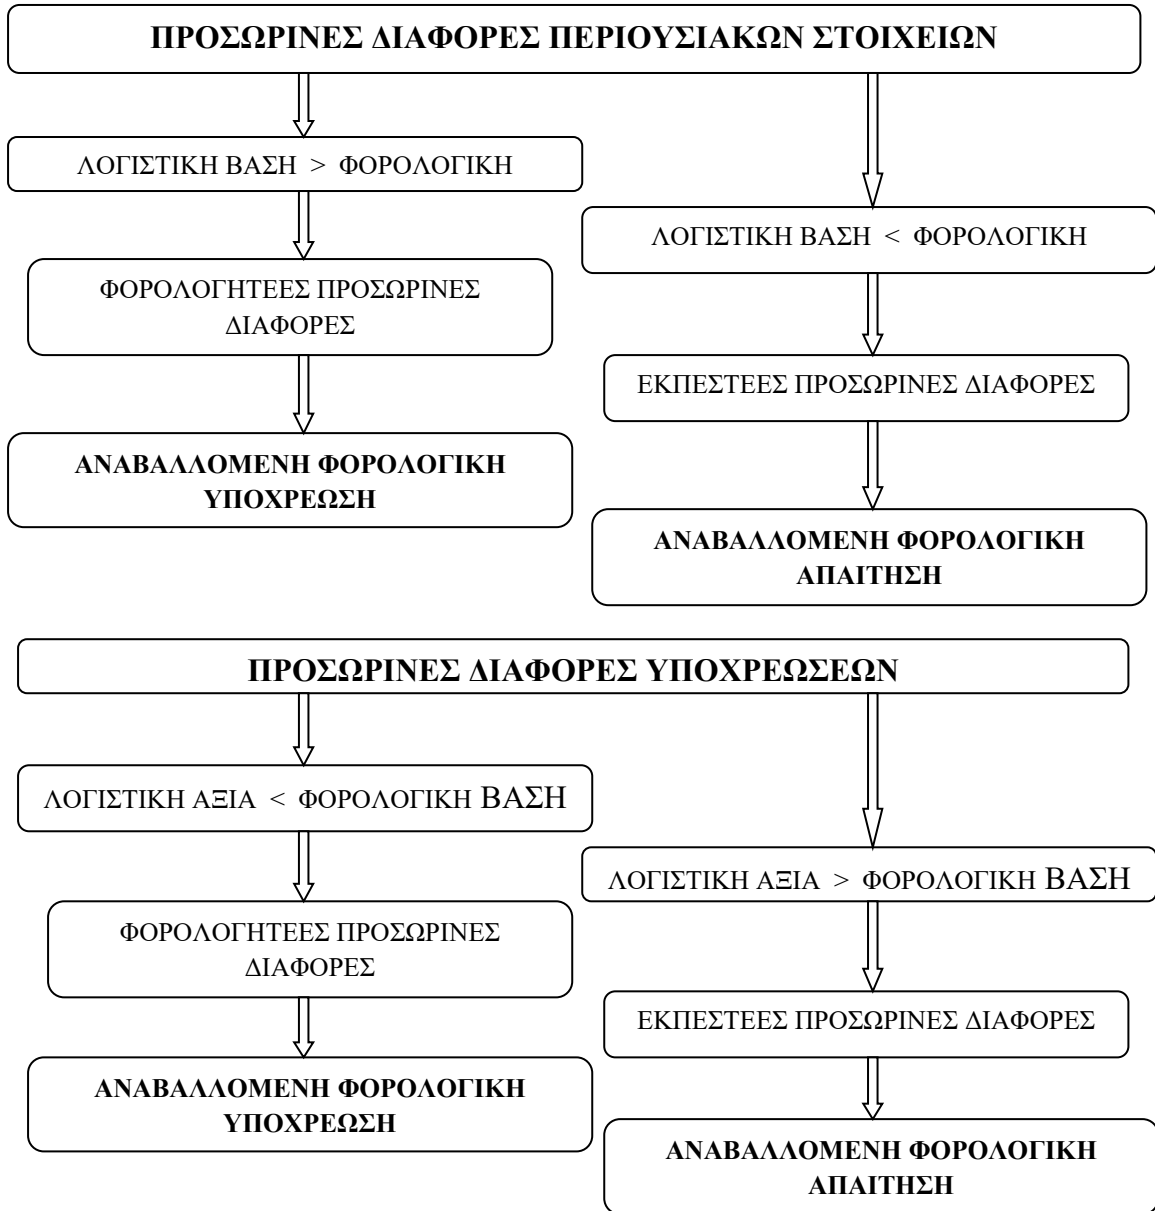 ΠΡΟΣΩΡΙΝΕΣ ΔΙΑΦΟΡΕΣ ΠΕΡΙΟΥΣΙΑΚΩΝ ΣΤΟΙΧΕΙΩΝ
ΛΟΓΙΣΤΙΚΗ ΒΑΣΗ > ΦΟΡΟΛΟΓΙΚΗ
ΦΟΡΟΛΟΓΗΤΕΕΣ ΠΡΟΣΩΡΙΝΕΣ
ΔΙΑΦΟΡΕΣ
ΑΝΑΒΑΛΛΟΜΕΝΗ ΦΟΡΟΛΟΓΙΚΗ
ΥΠΟΧΡΕΩΣΗ
ΛΟΓΙΣΤΙΚΗ ΒΑΣΗ < ΦΟΡΟΛΟΓΙΚΗ
ΕΚΠΕΣΤΕΕΣ ΠΡΟΣΩΡΙΝΕΣ ΔΙΑΦΟΡΕΣ
ΑΝΑΒΑΛΛΟΜΕΝΗ ΦΟΡΟΛΟΓΙΚΗ
ΑΠΑΙΤΗΣΗ
ΠΡΟΣΩΡΙΝΕΣ ΔΙΑΦΟΡΕΣ ΥΠΟΧΡΕΩΣΕΩΝ
ΛΟΓΙΣΤΙΚΗ ΑΞΙΑ < ΦΟΡΟΛΟΓΙΚΗ ΒΑΣΗ
ΦΟΡΟΛΟΓΗΤΕΕΣ ΠΡΟΣΩΡΙΝΕΣ
ΔΙΑΦΟΡΕΣ
ΑΝΑΒΑΛΛΟΜΕΝΗ ΦΟΡΟΛΟΓΙΚΗ
ΥΠΟΧΡΕΩΣΗ
ΛΟΓΙΣΤΙΚΗ ΑΞΙΑ > ΦΟΡΟΛΟΓΙΚΗ ΒΑΣΗ
ΕΚΠΕΣΤΕΕΣ ΠΡΟΣΩΡΙΝΕΣ ΔΙΑΦΟΡΕΣ
ΑΝΑΒΑΛΛΟΜΕΝΗ ΦΟΡΟΛΟΓΙΚΗ
ΑΠΑΙΤΗΣΗ